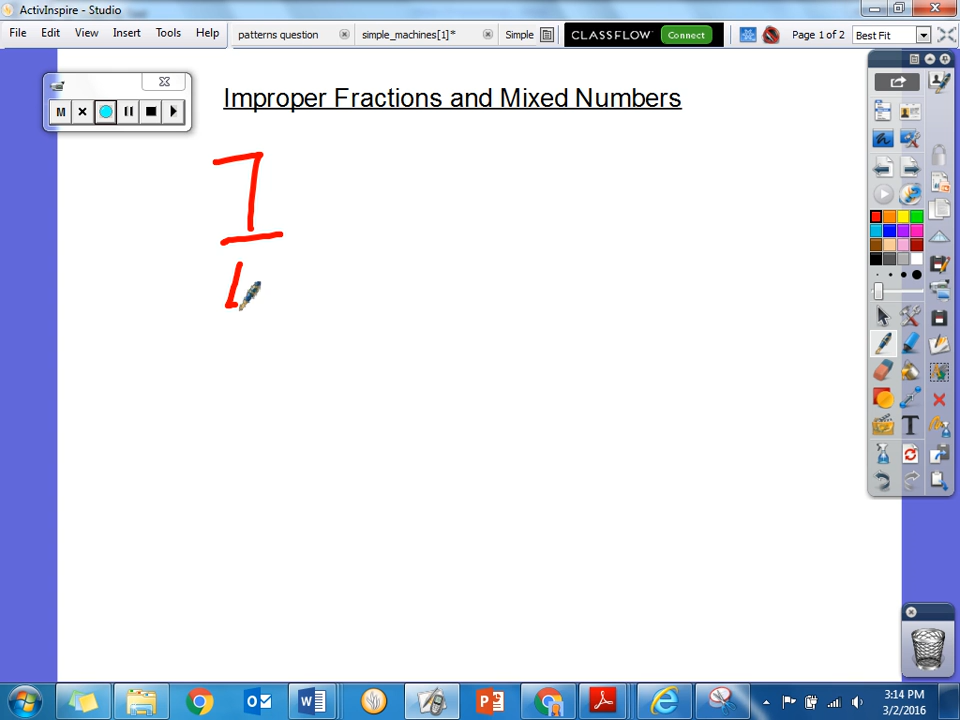 ActivInspire - Studio
File Edit View Insert Tools Help
patterns question
simple_machines[1]*
Simple
CLASSFLOW Connect
Page 1 of 2
Best Fit
M
Improper Fractions and Mixed Numbers
7
T
3:14 PM
3/2/2016